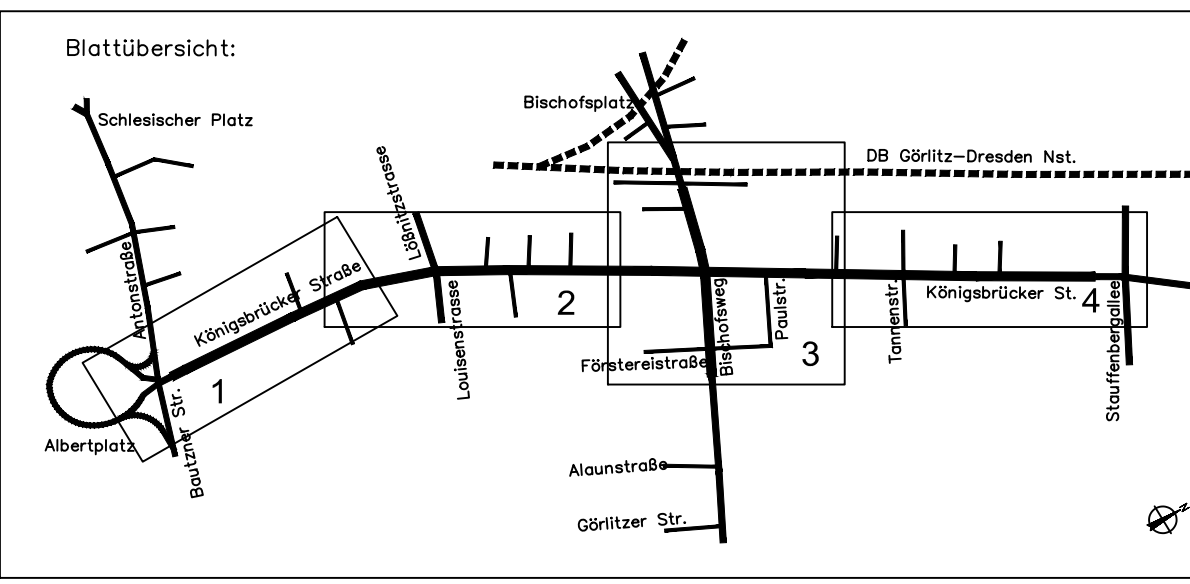 Blattübersicht:
Schlesischer Platz
Bischofsplatz
DB Görlitz-Dresden Nst.
Lößnitzstrasse
Antonstraße
Königsbrücker Straße
Louisenstrasse
Bischofsweg
Paulstr.
Tannenstr.
Königsbrücker St.
Stauffenbergallee
1
2
3
4
Förstereistraße
Albertplatz
Bautzner Str.
Alaunstraße
Görlitzer Str.
N